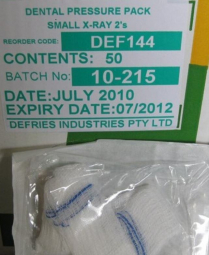 DENTAL PRESSURE PACK
SMALL X-RAY 2's
REORDER CODE: DEF144
CONTENTS: 50
BATCH No: 10-215
DATE:JULY 2010
EXPIRY DATE:07/2012
DEFRIES INDUSTRIES PTY LTD